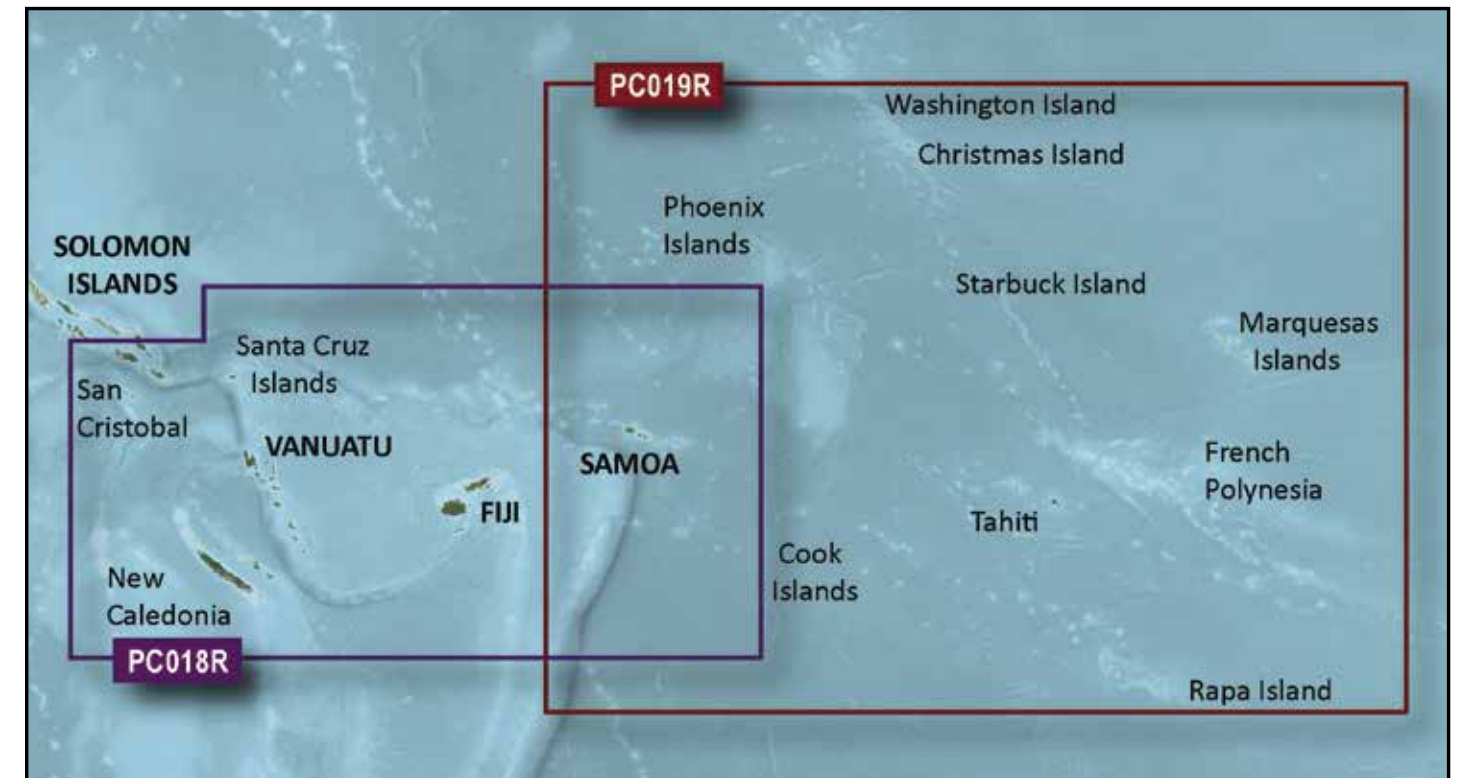 PC019R
Washington Island
Christmas Island
Phoenix
Islands
SOLOMON
ISLANDS
Starbuck Island
Marquesas
Islands
Santa Cruz
Islands
San
Cristobal
VANUATU
SAMOA
French
Polynesia
FIJI
Tahiti
Cook
Islands
New
Caledonia
PC018R
Rapa Island